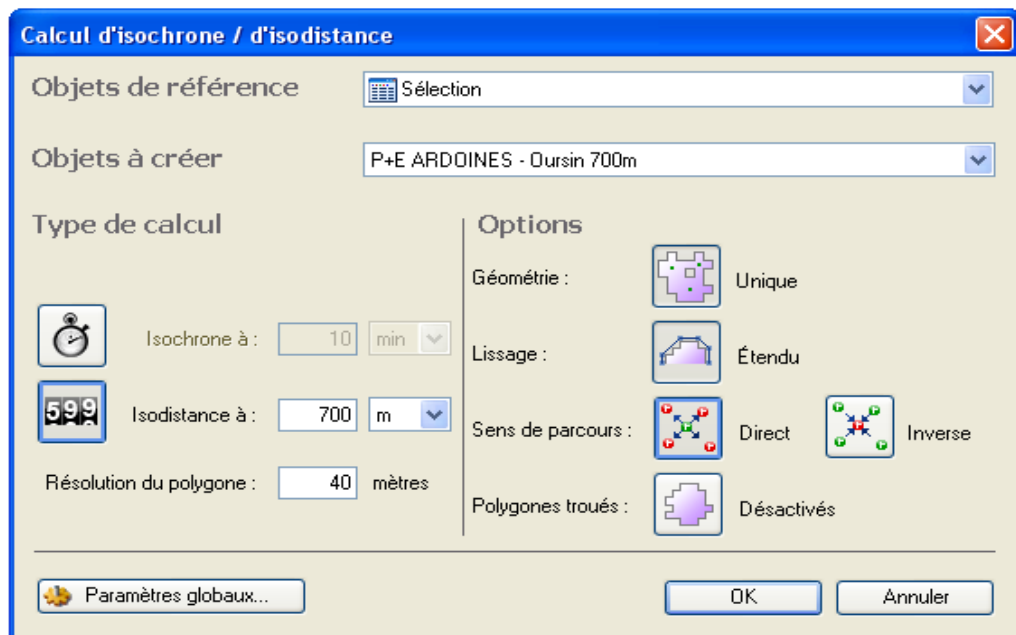 Calcul d'isochrone / d'isodistance
Objets de référence
Sélection
Objets à créer
P+E ARDOINES - Oursin 700m
Type de calcul
Isochrone à :
10
min
599
Isodistance à :
700
m
Résolution du polygone :
40
mètres
Options
Géométrie :
Unique
Lissage :
Étendu
Sens de parcours :
Direct
Inverse
Polygones troués :
Désactivés
Paramètres globaux...
OK
Annuler